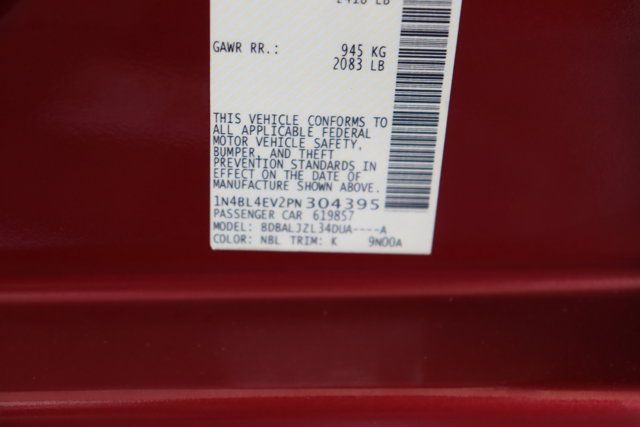 GAWR RR.: 945 KG
2083 LB
THIS VEHICLE CONFORMS TO
ALL APPLICABLE FEDERAL
MOTOR VEHICLE SAFETY,
BUMPER, AND THEFT
PREVENTION STANDARDS IN
EFFECT ON THE DATE OF
MANUFACTURE SHOWN ABOVE.
1N4BL4EV2PN304395
PASSENGER CAR 619857
MODEL: BDBALJZL34DUA----A
COLOR: NBL TRIM: K 9N00A